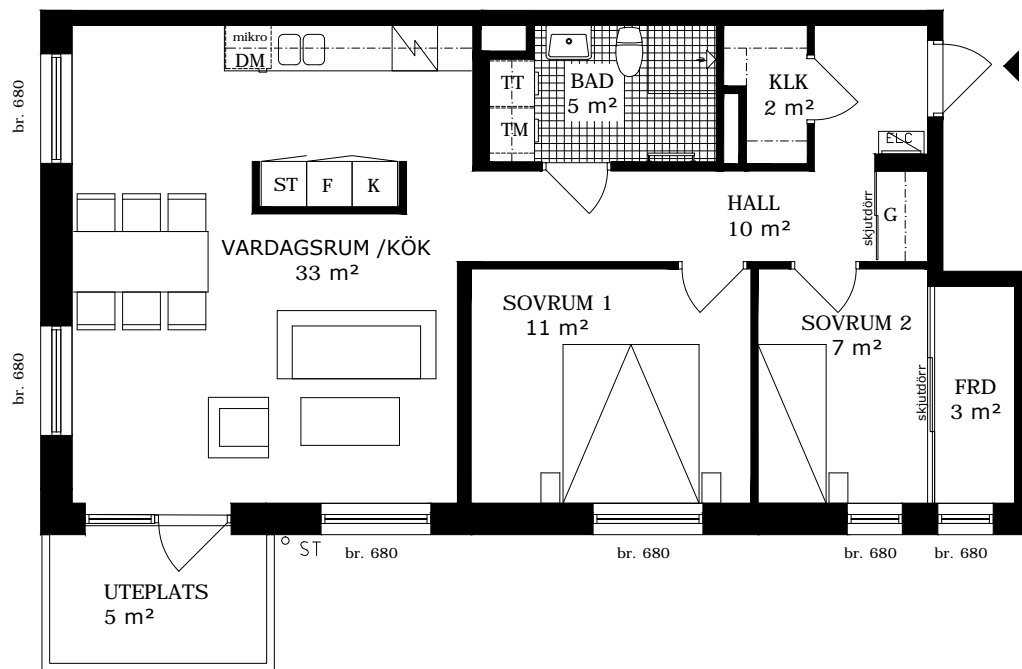 mikro
DM
br. 680
TT
TM
BAD
5 m²
KLK
2 m²
ELC
ST
F
K
HALL
10 m²
skjutdörr
G
VARDAGSRUM /KÖK
33 m²
SOVRUM 1
11 m²
SOVRUM 2
7 m²
skjutdörr
FRD
3 m²
br. 680
ST
br. 680
br. 680
br. 680
br. 680
UTEPLATS
5 m²